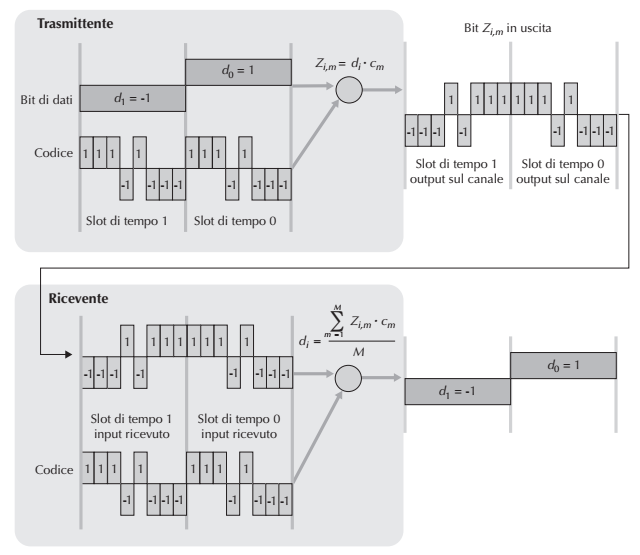 Trasmittente
Bit Z_{i,m} in uscita
Z_{i,m} = d_i · c_m
d_0 = 1
Bit di dati
d_1 = -1
Codice
1 1 1 -1 1 -1 -1 -1 1 1 1 -1 1 -1 -1 -1
Slot di tempo 1
Slot di tempo 0
-1 -1 -1 1 -1 1 1 1 1 1 1 -1 1 -1 -1 -1
Slot di tempo 1
output sul canale
Slot di tempo 0
output sul canale
Ricevente
-1 -1 -1 1 -1 1 1 1 1 1 1 -1 1 -1 -1 -1
Slot di tempo 1
input ricevuto
Slot di tempo 0
input ricevuto
d_i = \frac{\sum_{m=1}^{M} Z_{i,m} · c_m}{M}
d_0 = 1
d_1 = -1
Codice
1 1 1 -1 1 -1 -1 -1 1 1 1 -1 1 -1 -1 -1